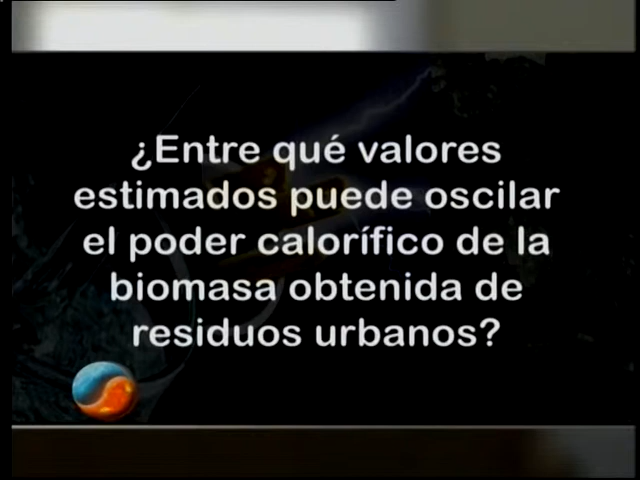 ¿Entre qué valores
estimados puede oscilar
el poder calorífico de la
biomasa obtenida de
residuos urbanos?